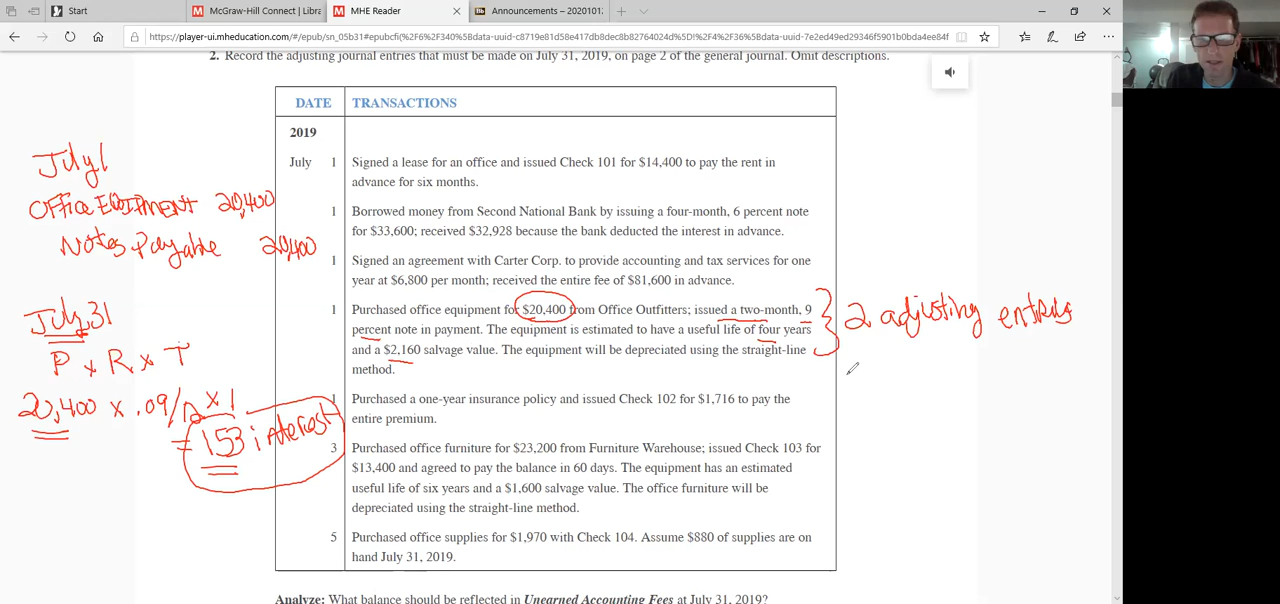 Start
McGraw-Hill Connect | Libra
MHE Reader
Announcements – 2020101
https://player-ui.mheducation.com/#/epub/sn_05b31#epubcfi(%2F6%2F340%5Bdata-uuid-c8719e81d58e417db8dec8b82764024d%5D!%2F4%2F36%5Bdata-uuid-7e2ed49ed29346f5901d0bda4ee84f
2. Record the adjusting journal entries that must be made on July 31, 2019, on page 2 of the general journal. Omit descriptions.
DATE TRANSACTIONS
2019
July 1 Signed a lease for an office and issued Check 101 for $14,400 to pay the rent in
advance for six months.
1 Borrowed money from Second National Bank by issuing a four-month, 6 percent note
for $33,600; received $32,928 because the bank deducted the interest in advance.
1 Signed an agreement with Carter Corp. to provide accounting and tax services for one
year at $6,800 per month; received the entire fee of $81,600 in advance.
1 Purchased office equipment for $20,400 from Office Outfitters; issued a two-month, 9
percent note in payment. The equipment is estimated to have a useful life of four years
and a $2,160 salvage value. The equipment will be depreciated using the straight-line
method.
1 Purchased a one-year insurance policy and issued Check 102 for $1,716 to pay the
entire premium.
3 Purchased office furniture for $23,200 from Furniture Warehouse; issued Check 103 for
$13,400 and agreed to pay the balance in 60 days. The equipment has an estimated
useful life of six years and a $1,600 salvage value. The office furniture will be
depreciated using the straight-line method.
5 Purchased office supplies for $1,970 with Check 104. Assume $880 of supplies are on
hand July 31, 2019.
Analyze: What balance should be reflected in Unearned Accounting Fees at July 31, 2019?
July 1
Office EQUIPMENT 20,400
Notes Payable 20,400
July 31
P x R x T
20,400 x .09/12 x 1
= 153 interest
2 adjisting entries